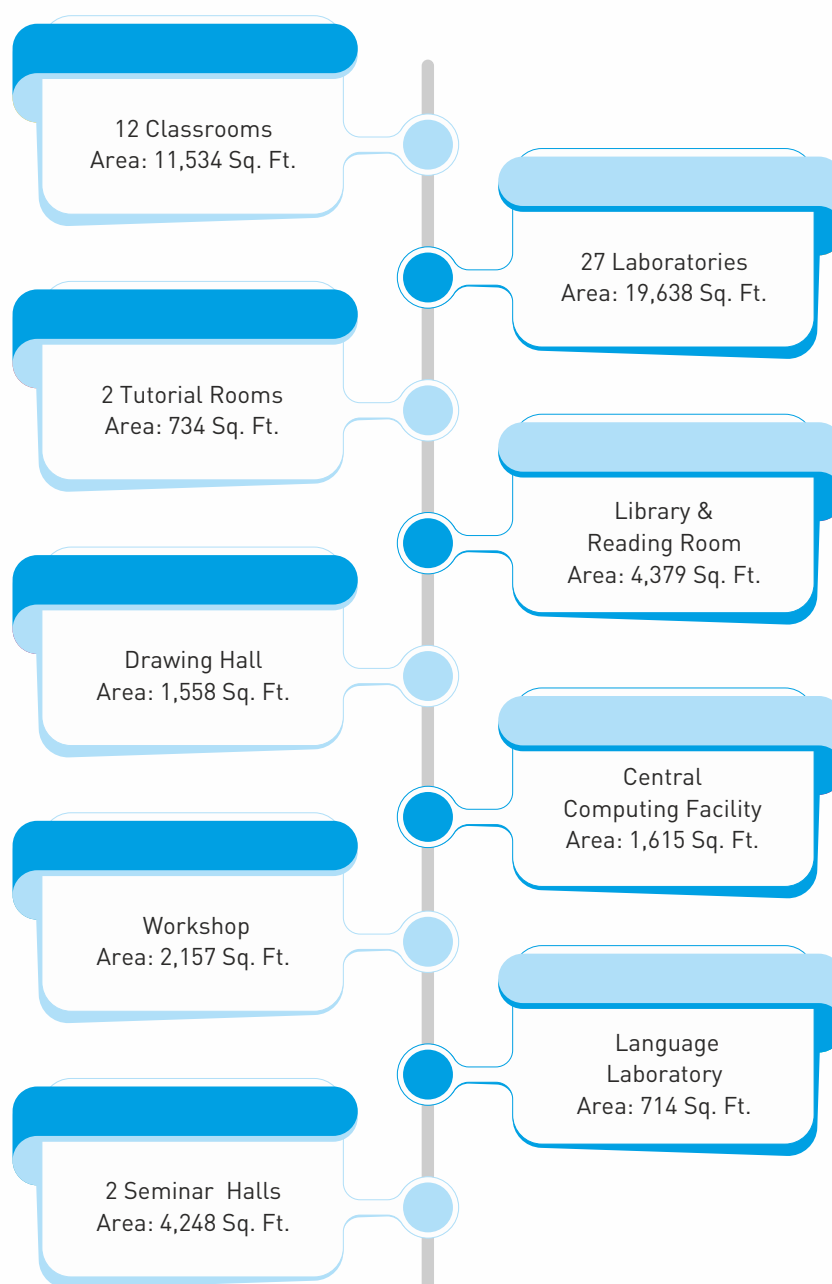 12 Classrooms
Area: 11,534 Sq. Ft.
27 Laboratories
Area: 19,638 Sq. Ft.
2 Tutorial Rooms
Area: 734 Sq. Ft.
Library &
Reading Room
Area: 4,379 Sq. Ft.
Drawing Hall
Area: 1,558 Sq. Ft.
Central
Computing Facility
Area: 1,615 Sq. Ft.
Workshop
Area: 2,157 Sq. Ft.
Language
Laboratory
Area: 714 Sq. Ft.
2 Seminar  Halls
Area: 4,248 Sq. Ft.